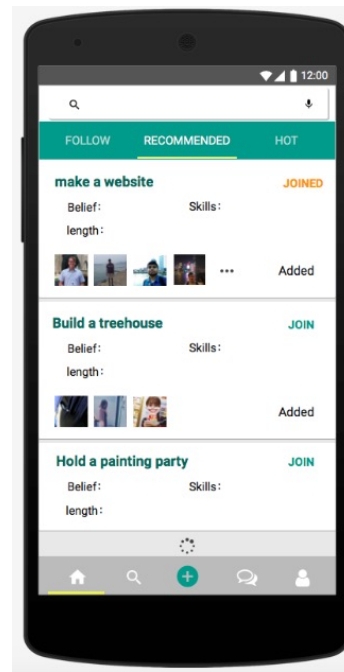 12:00
FOLLOW RECOMMENDED HOT
make a website JOINED
Belief: Skills:
length:
Added
Build a treehouse JOIN
Belief: Skills:
length:
Added
Hold a painting party JOIN
Belief: Skills:
length: